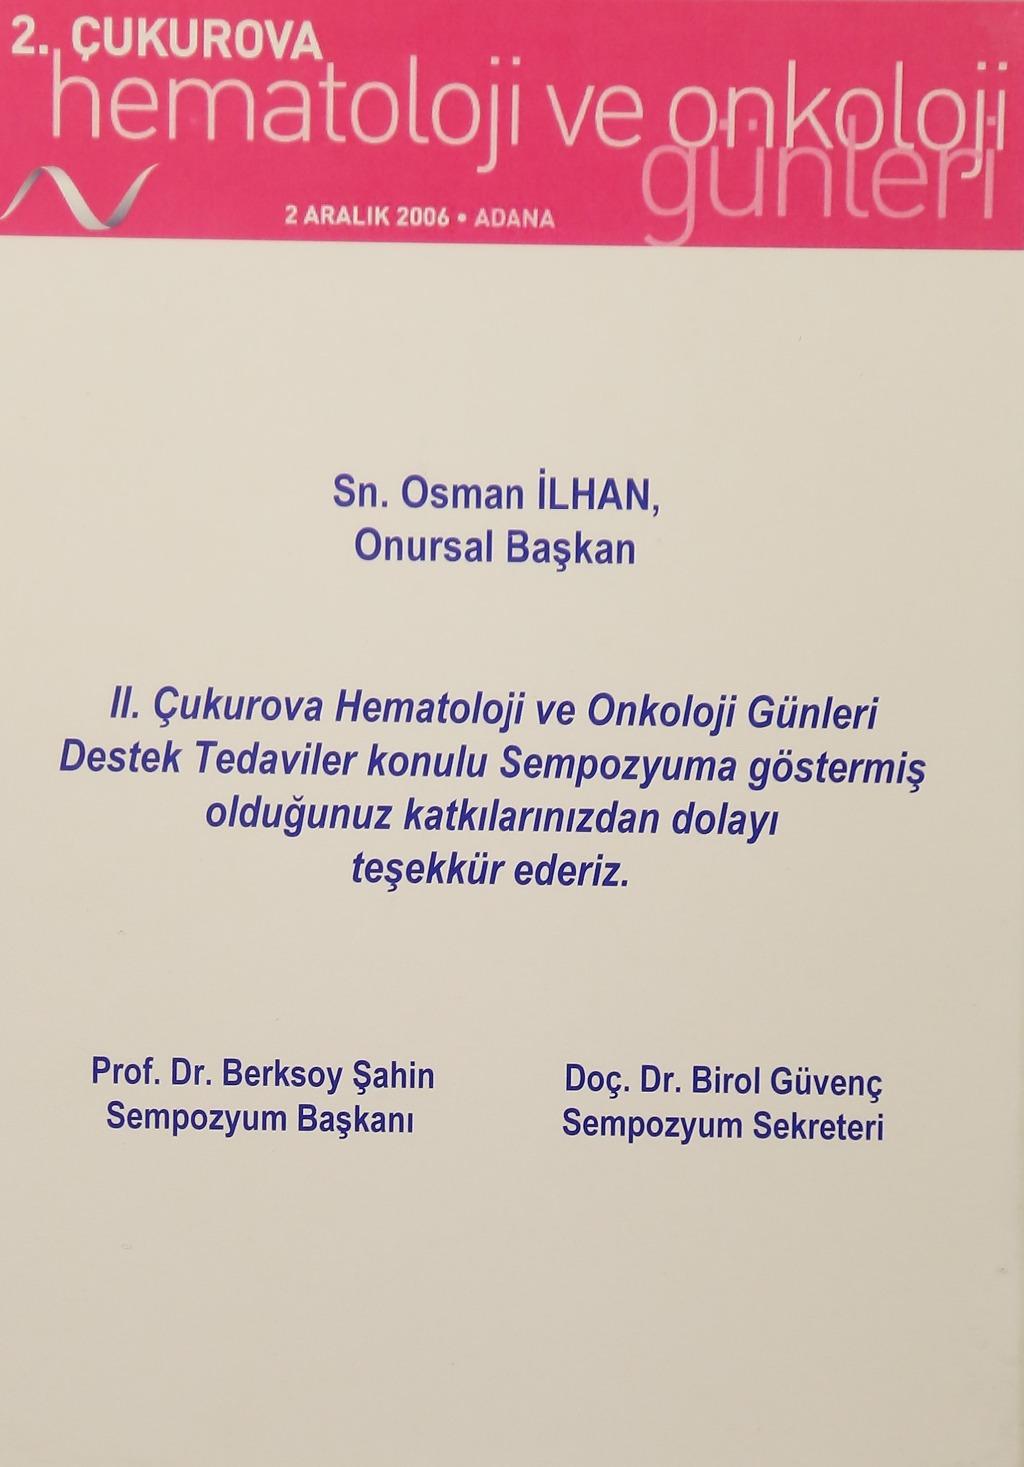 2. ÇUKUROVA
hematoloji ve onkoloji
günleri
2 ARALIK 2006 • ADANA
Sn. Osman İLHAN,
Onursal Başkan
II. Çukurova Hematoloji ve Onkoloji Günleri
Destek Tedaviler konulu Sempozyuma göstermiş
olduğunuz katkılarınızdan dolayı
teşekkür ederiz.
Prof. Dr. Berksoy Şahin
Sempozyum Başkanı
Doç. Dr. Birol Güvenç
Sempozyum Sekreteri